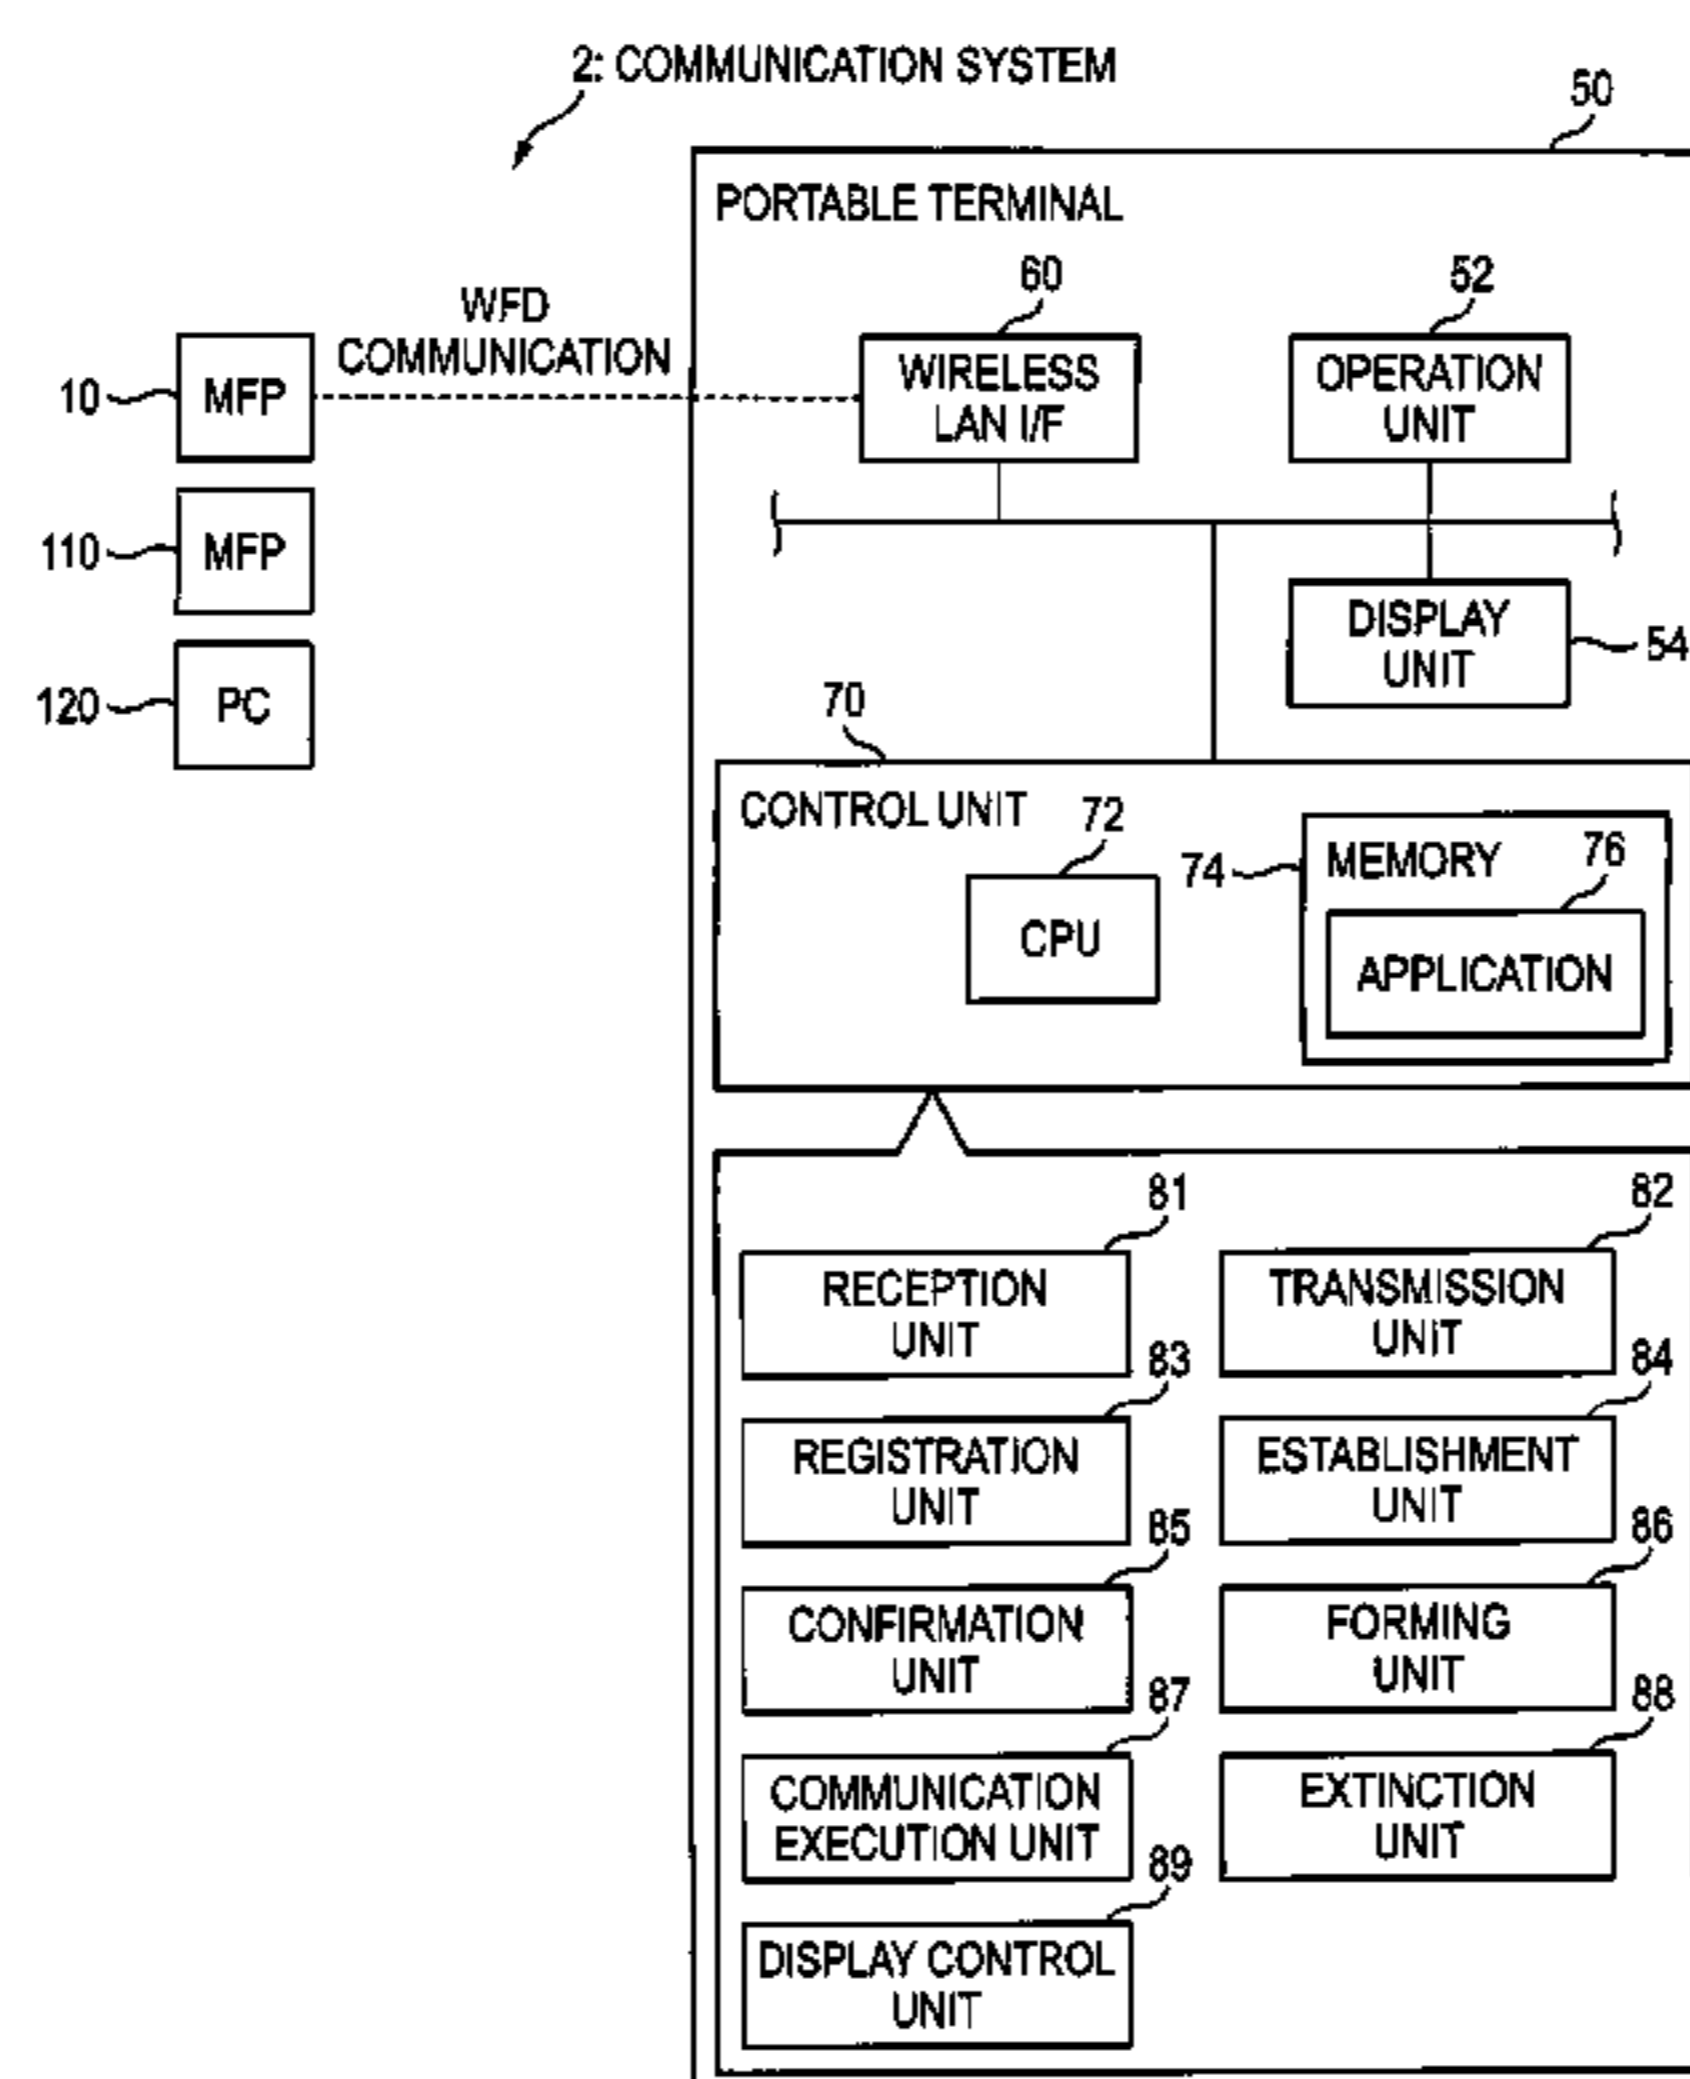 2: COMMUNICATION SYSTEM
50
PORTABLE TERMINAL
60
52
WFD
COMMUNICATION
WIRELESS
LAN I/F
OPERATION
UNIT
10
MFP
110
MFP
DISPLAY
UNIT
54
120
PC
70
CONTROL UNIT
72
CPU
74
MEMORY
76
APPLICATION
81
RECEPTION
UNIT
82
TRANSMISSION
UNIT
83
REGISTRATION
UNIT
84
ESTABLISHMENT
UNIT
85
CONFIRMATION
UNIT
86
FORMING
UNIT
87
COMMUNICATION
EXECUTION UNIT
88
EXTINCTION
UNIT
89
DISPLAY CONTROL
UNIT